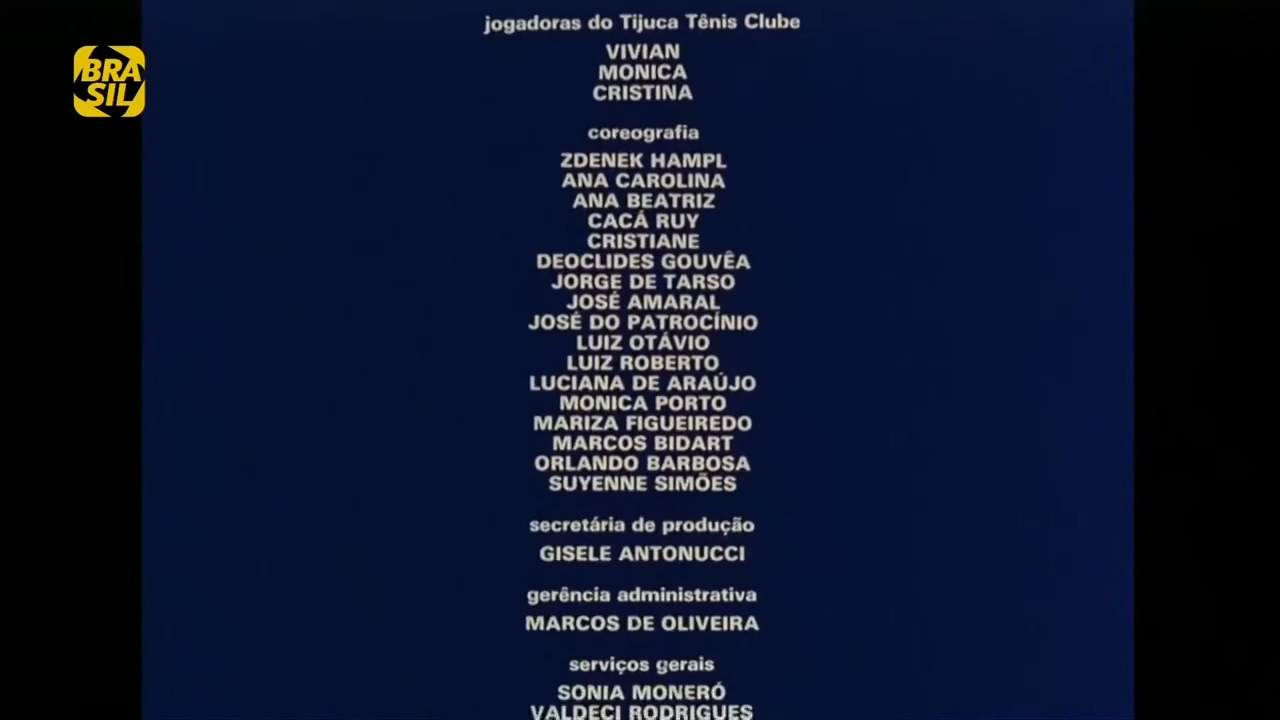 BRA
SIL
jogadoras do Tijuca Tênis Clube
VIVIAN
MONICA
CRISTINA
coreografia
ZDENEK HAMPL
ANA CAROLINA
ANA BEATRIZ
CACÁ RUY
CRISTIANE
DEOCLIDES GOUVÊA
JORGE DE TARSO
JOSÉ AMARAL
JOSÉ DO PATROCÍNIO
LUIZ OTÁVIO
LUIZ ROBERTO
LUCIANA DE ARAÚJO
MONICA PORTO
MARIZA FIGUEIREDO
MARCOS BIDART
ORLANDO BARBOSA
SUYENNE SIMÕES
secretária de produção
GISELE ANTONUCCI
gerência administrativa
MARCOS DE OLIVEIRA
serviços gerais
SONIA MONERÓ
VALDECI RODRIGUES